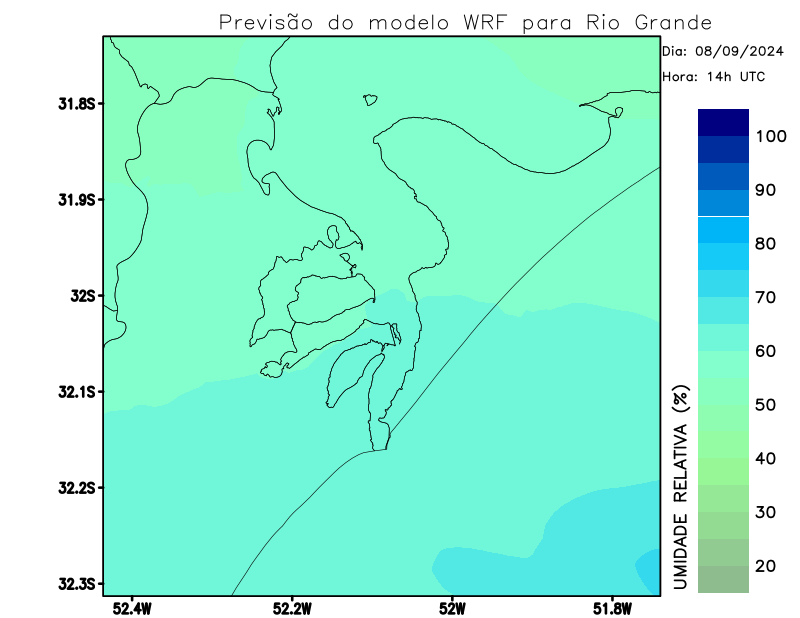 Previsão do modelo WRF para Rio Grande
Dia: 08/09/2024
Hora: 14h UTC
31.8S
31.9S
32S
32.1S
32.2S
32.3S
52.4W
52.2W
52W
51.8W
100
90
80
70
60
50
40
30
20
UMIDADE RELATIVA (%)